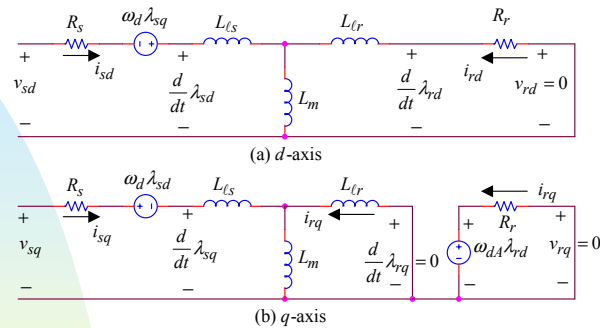 R_s ω_d λ_sq L_ℓs L_ℓr R_r
+ − + + + +
v_sd i_sd d/dt λ_sd L_m d/dt λ_rd i_rd v_rd = 0
− − − −
(a) d-axis
R_s ω_d λ_sd L_ℓs L_ℓr i_rq
+ + − + i_rq + R_r +
v_sq i_sq d/dt λ_sq L_m d/dt λ_rq = 0 + − ω_dA λ_rd v_rq = 0
− − − −
(b) q-axis